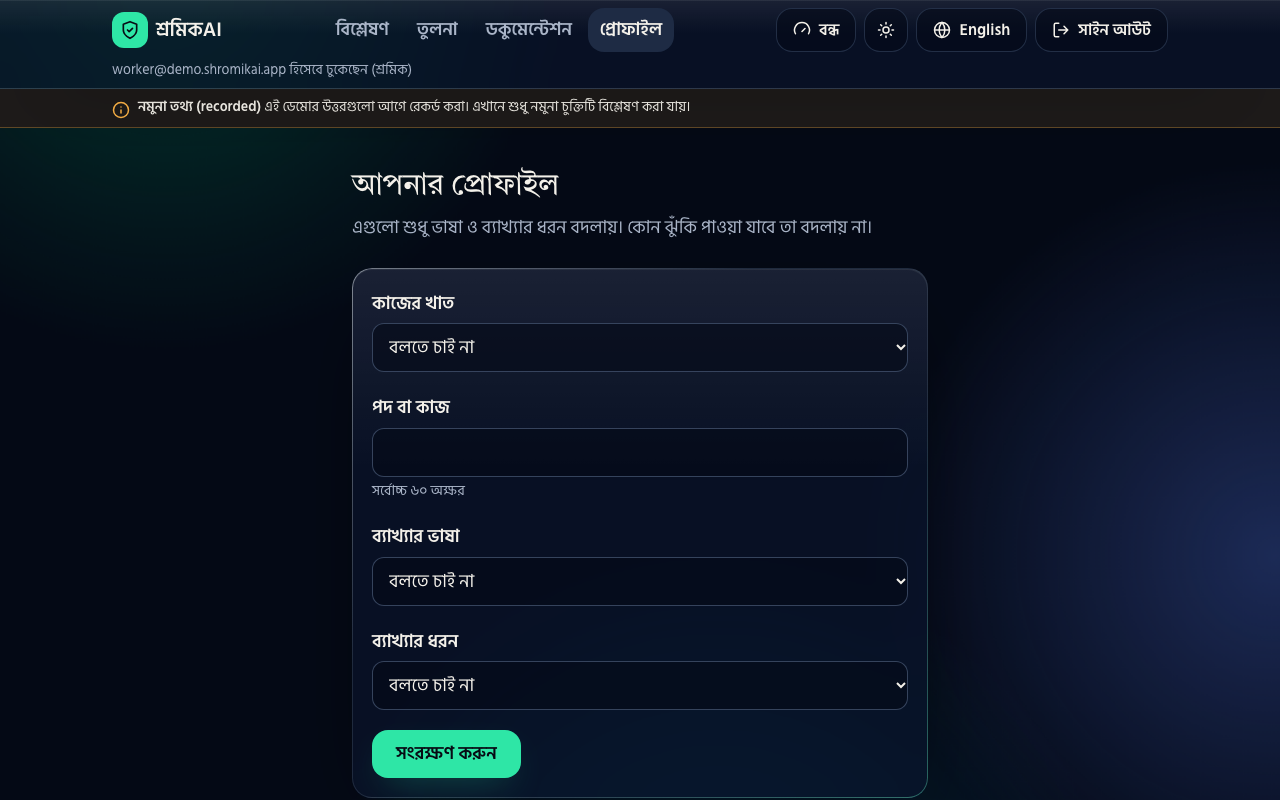 শ্রমিকAI
বিশ্লেষণ
তুলনা
ডকুমেন্টেশন
প্রোফাইল
বন্ধ
English
সাইন আউট
worker@demo.shromikai.app হিসেবে ঢুকেছেন (শ্রমিক)
নমুনা তথ্য (recorded) এই ডেমোর উত্তরগুলো আগে রেকর্ড করা। এখানে শুধু নমুনা চুক্তিটি বিশ্লেষণ করা যায়।
আপনার প্রোফাইল
এগুলো শুধু ভাষা ও ব্যাখ্যার ধরন বদলায়। কোন ঝুঁকি পাওয়া যাবে তা বদলায় না।
কাজের খাত
বলতে চাই না
পদ বা কাজ
সর্বোচ্চ ৬০ অক্ষর
ব্যাখ্যার ভাষা
বলতে চাই না
ব্যাখ্যার ধরন
বলতে চাই না
সংরক্ষণ করুন